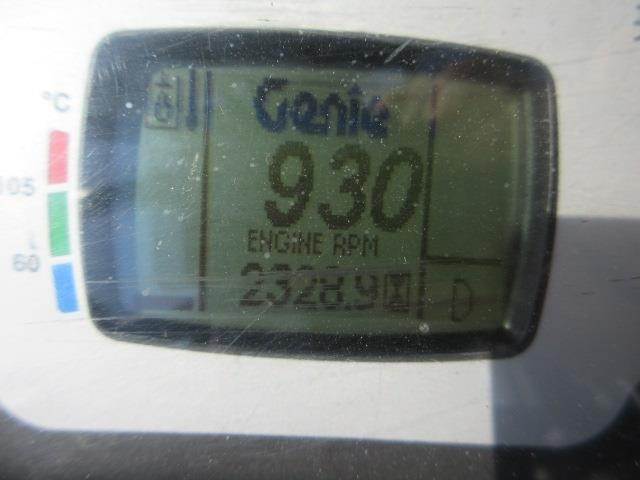 °C
Genie
930
105
ENGINE RPM
60
2328.9
D